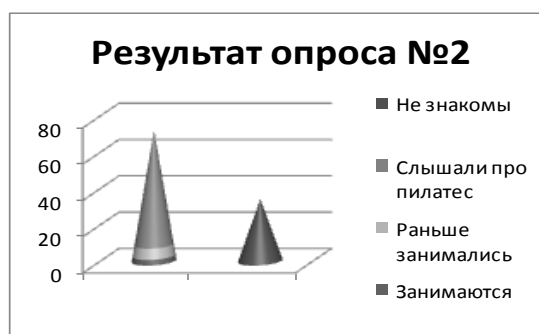 Результат опроса №2
80
60
40
20
0
Не знакомы
Слышали про
пилатес
Раньше
занимались
Занимаются